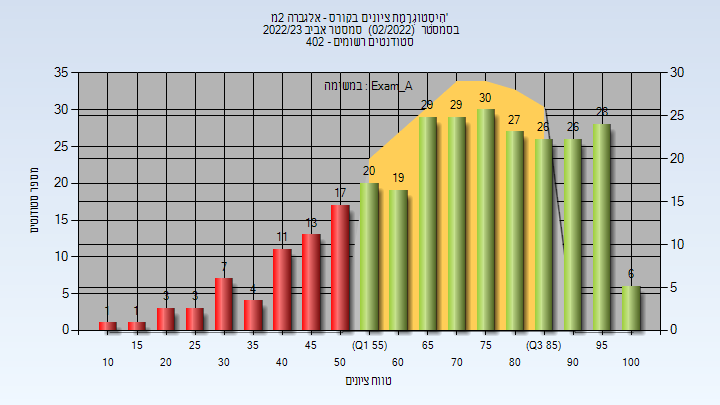 היסטוגרמת ציונים בקורס - אלגברה 2מ'
בסמסטר (02/2022) סמסטר אביב 2022/23
סטודנטים רשומים - 402
במשימה : Exam_A
מספר סטודנטים
35 30 25 20 15 10 5 0
30 25 20 15 10 5 0
1 1 3 3 7 4 11 13 17 20 19 29 29 30 27 26 26 28 6
15 25 35 45 (Q1 55) 65 75 (Q3 85) 95
10 20 30 40 50 60 70 80 90 100
טווח ציונים